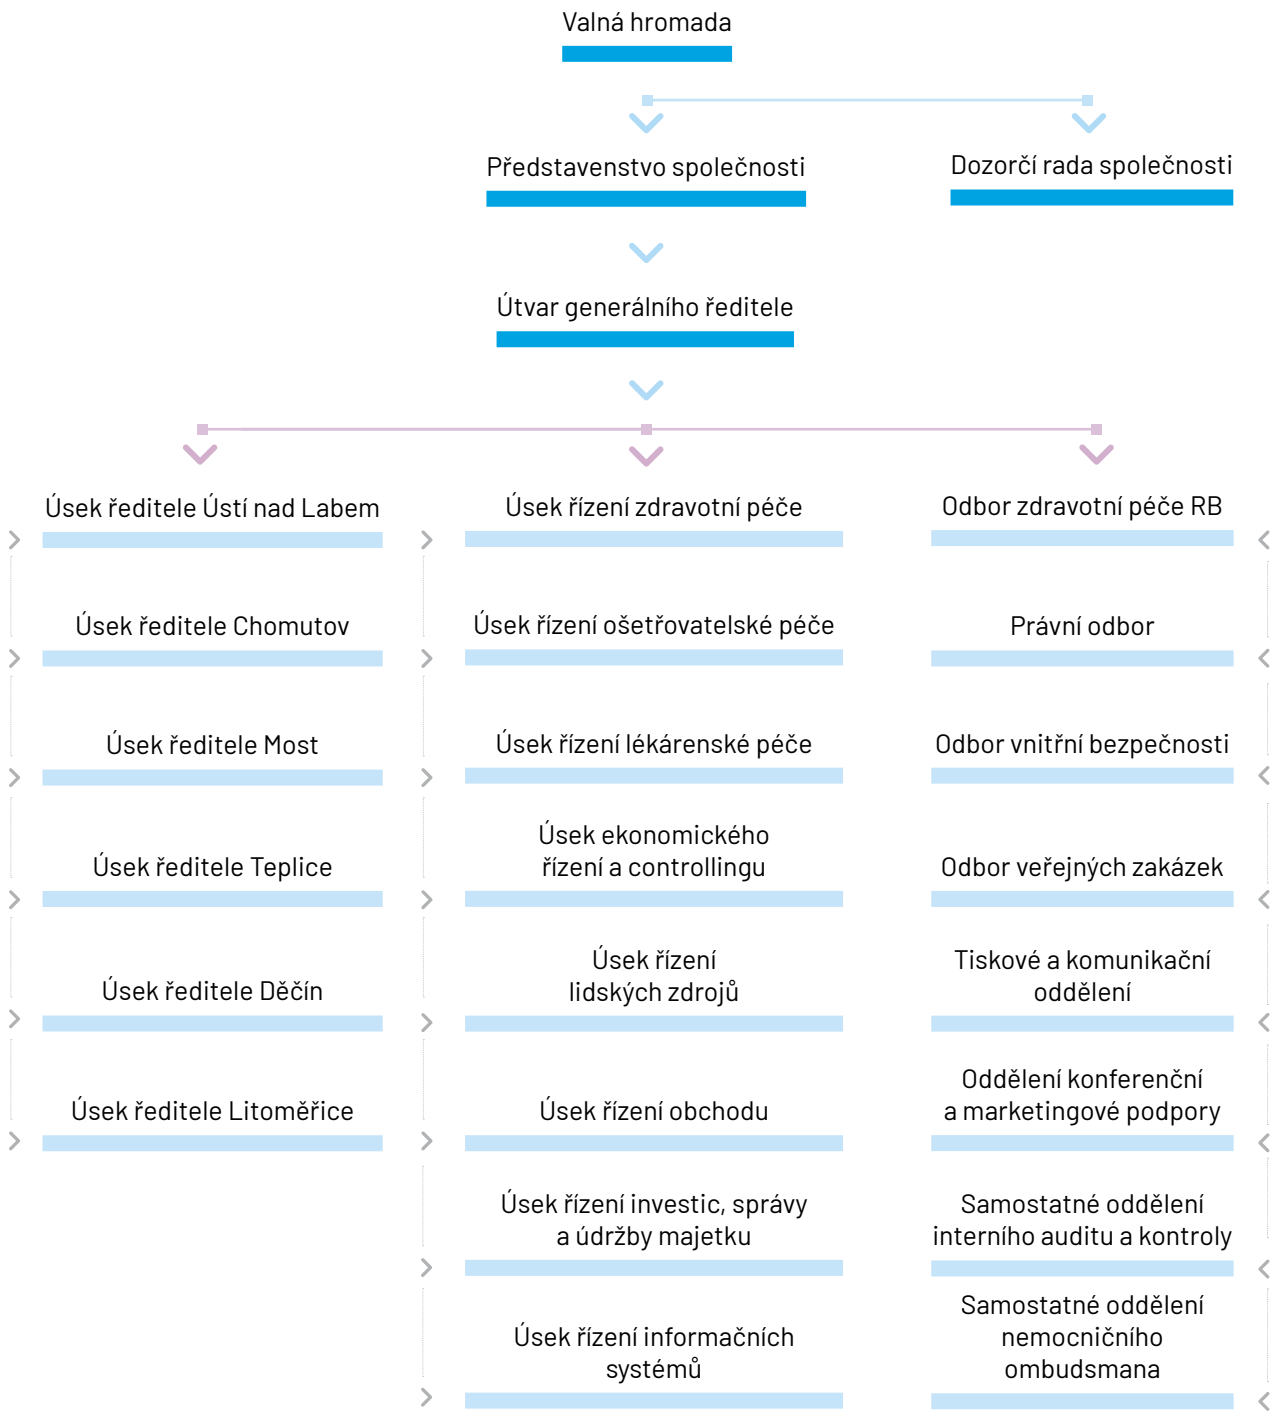 Valná hromada
Představenstvo společnosti
Dozorčí rada společnosti
Útvar generálního ředitele
Úsek ředitele Ústí nad Labem
Úsek ředitele Chomutov
Úsek ředitele Most
Úsek ředitele Teplice
Úsek ředitele Děčín
Úsek ředitele Litoměřice
Úsek řízení zdravotní péče
Úsek řízení ošetřovatelské péče
Úsek řízení lékárenské péče
Úsek ekonomického
řízení a controllingu
Úsek řízení
lidských zdrojů
Úsek řízení obchodu
Úsek řízení investic, správy
a údržby majetku
Úsek řízení informačních
systémů
Odbor zdravotní péče RB
Právní odbor
Odbor vnitřní bezpečnosti
Odbor veřejných zakázek
Tiskové a komunikační
oddělení
Oddělení konferenční
a marketingové podpory
Samostatné oddělení
interního auditu a kontroly
Samostatné oddělení
nemocničního
ombudsmana